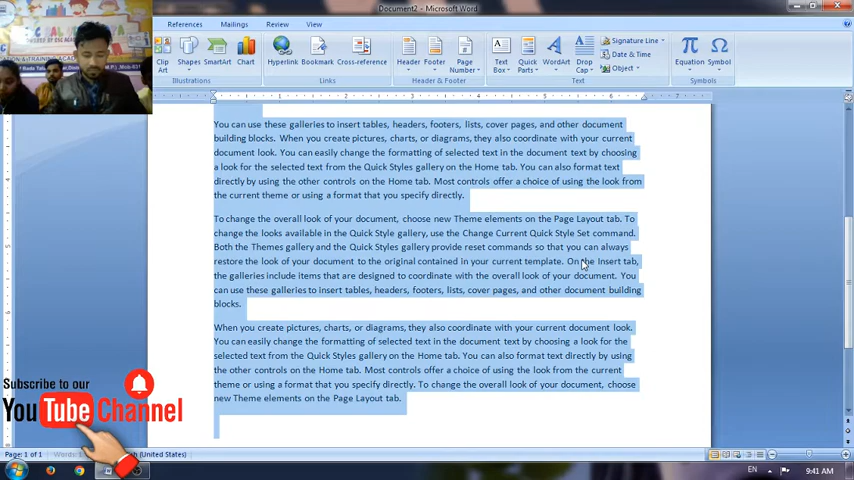 Document2 - Microsoft Word
References Mailings Review View
Clip Art
Shapes
SmartArt
Chart
Hyperlink
Bookmark
Cross-reference
Header
Footer
Page Number
Text Box
Quick Parts
WordArt
Drop Cap
Signature Line
Date & Time
Object
Equation
Symbol
Illustrations
Links
Header & Footer
Text
Symbols
You can use these galleries to insert tables, headers, footers, lists, cover pages, and other document
building blocks. When you create pictures, charts, or diagrams, they also coordinate with your current
document look. You can easily change the formatting of selected text in the document text by choosing
a look for the selected text from the Quick Styles gallery on the Home tab. You can also format text
directly by using the other controls on the Home tab. Most controls offer a choice of using the look from
the current theme or using a format that you specify directly.
To change the overall look of your document, choose new Theme elements on the Page Layout tab. To
change the looks available in the Quick Style gallery, use the Change Current Quick Style Set command.
Both the Themes gallery and the Quick Styles gallery provide reset commands so that you can always
restore the look of your document to the original contained in your current template. On the Insert tab,
the galleries include items that are designed to coordinate with the overall look of your document. You
can use these galleries to insert tables, headers, footers, lists, cover pages, and other document building
blocks.
When you create pictures, charts, or diagrams, they also coordinate with your current document look.
You can easily change the formatting of selected text in the document text by choosing a look for the
selected text from the Quick Styles gallery on the Home tab. You can also format text directly by using
the other controls on the Home tab. Most controls offer a choice of using the look from the current
theme or using a format that you specify directly. To change the overall look of your document, choose
new Theme elements on the Page Layout tab.
Subscribe to our
YouTube Channel
Page: 1 of 1 Words: (United States)
EN 9:41 AM